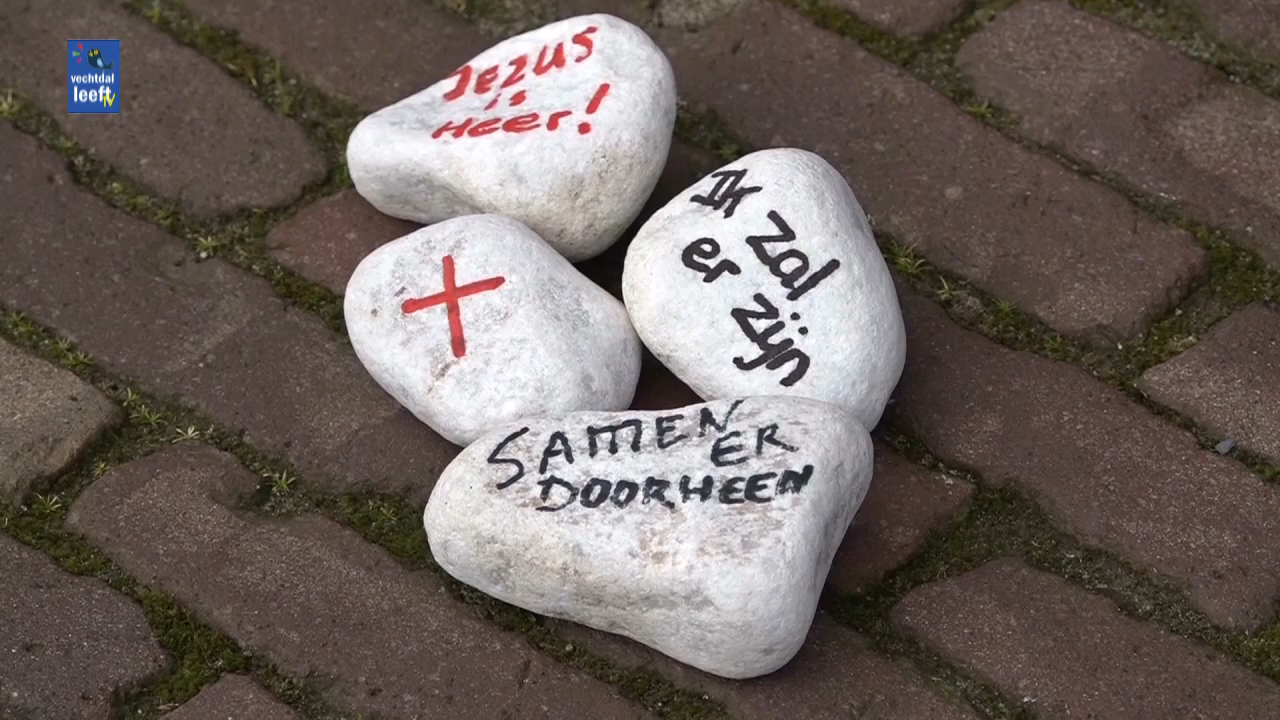 vechtdal
leeft
TV
Jezus
is
Heer!
Ik zal
er zijn
SAMEN
ER
DOORHEEN